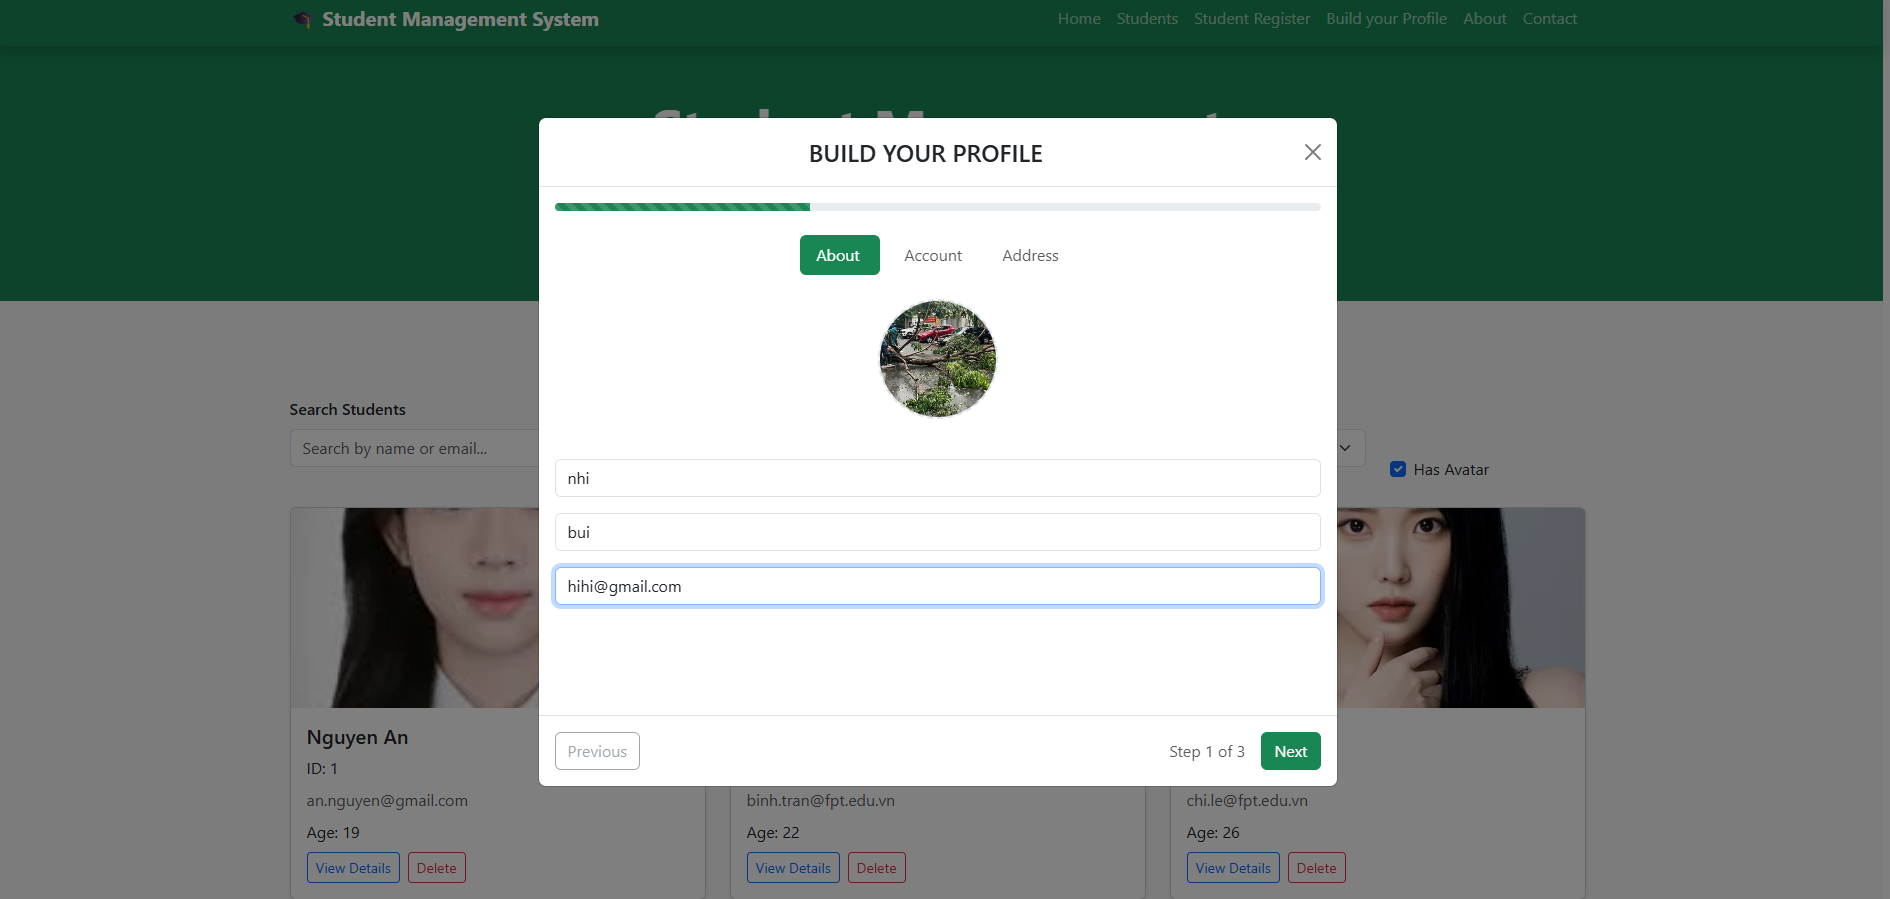 Student Management System
Home Students Student Register Build your Profile About Contact
Student Management
BUILD YOUR PROFILE
About Account Address
nhi
bui
hihi@gmail.com
Previous Step 1 of 3 Next
Search Students
Search by name or email...
Has Avatar
Nguyen An
ID: 1
an.nguyen@gmail.com
Age: 19
View Details Delete
binh.tran@fpt.edu.vn
Age: 22
View Details Delete
chi.le@fpt.edu.vn
Age: 26
View Details Delete